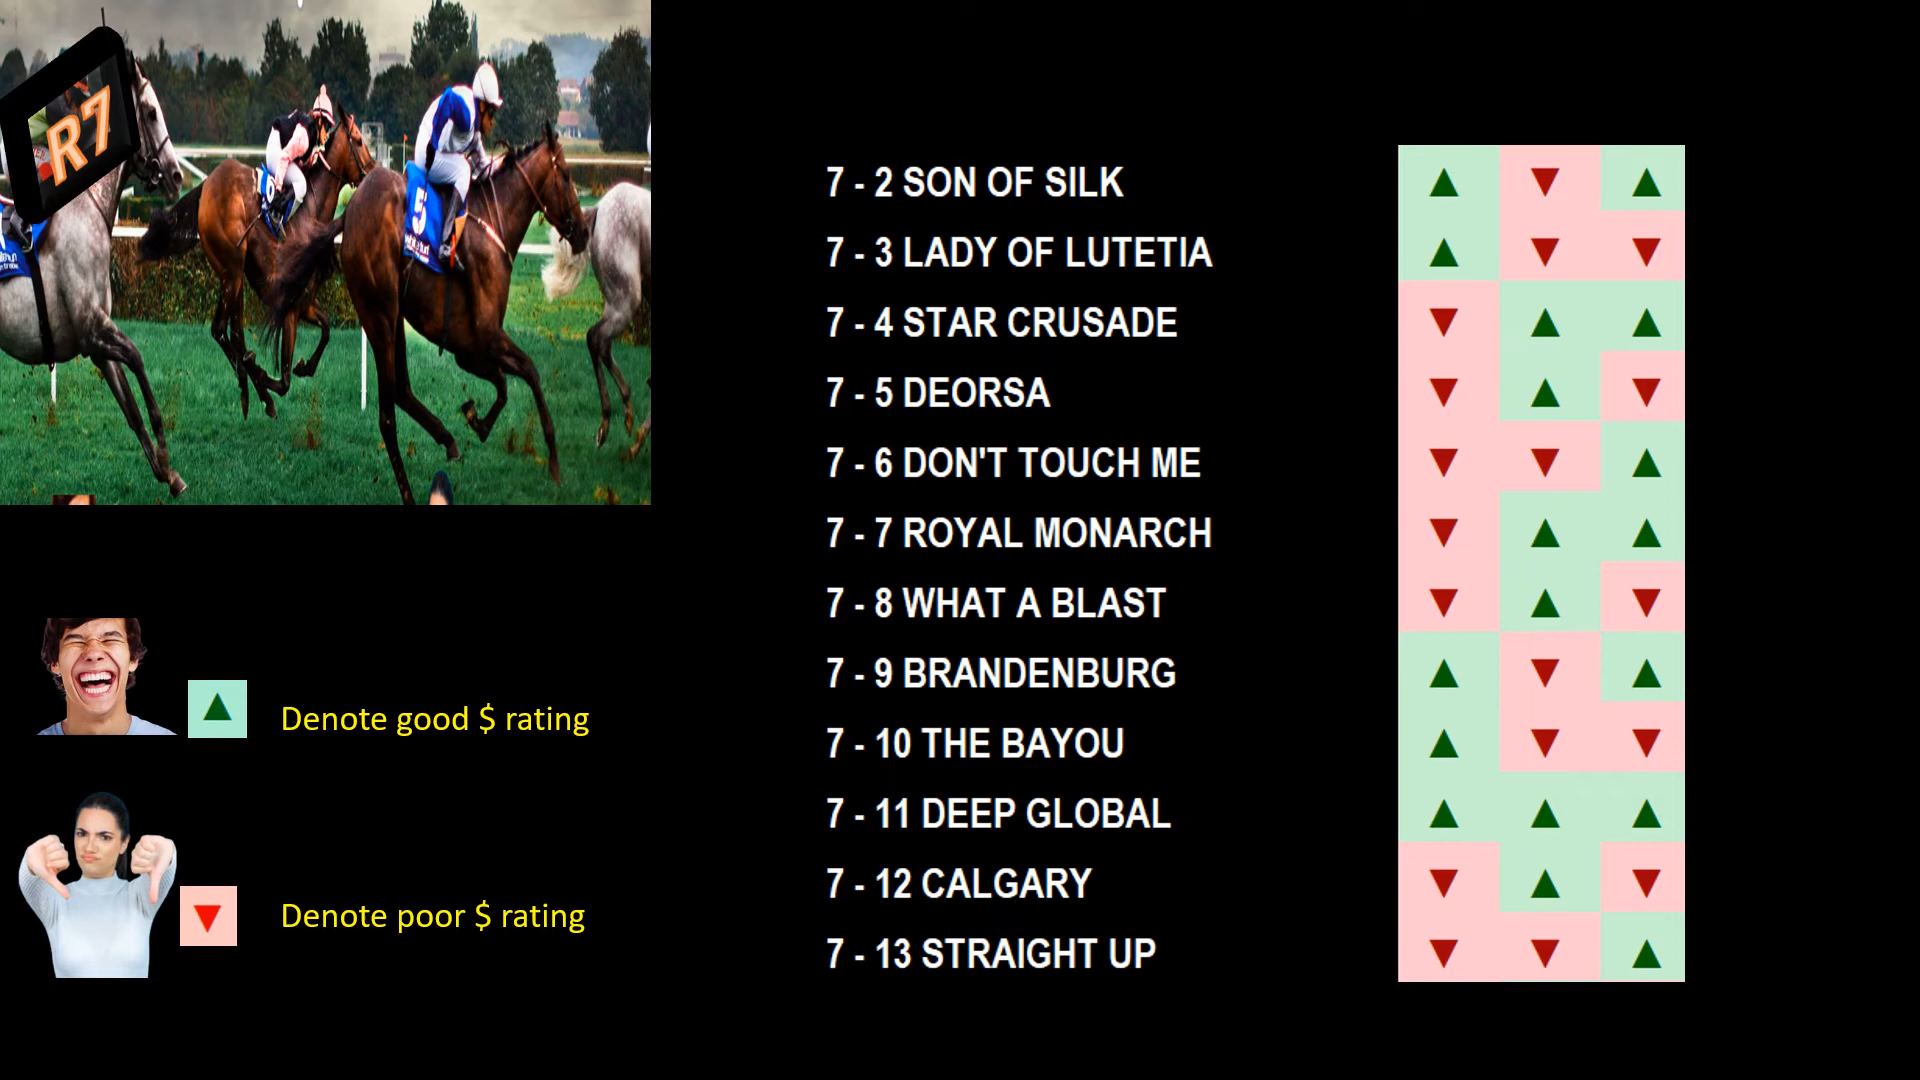 R7
6
5
7 - 2 SON OF SILK ▲ ▼ ▲
7 - 3 LADY OF LUTETIA ▲ ▼ ▼
7 - 4 STAR CRUSADE ▼ ▲ ▲
7 - 5 DEORSA ▼ ▲ ▼
7 - 6 DON'T TOUCH ME ▼ ▼ ▲
7 - 7 ROYAL MONARCH ▼ ▲ ▲
7 - 8 WHAT A BLAST ▼ ▲ ▼
7 - 9 BRANDENBURG ▲ ▼ ▲
7 - 10 THE BAYOU ▲ ▼ ▼
7 - 11 DEEP GLOBAL ▲ ▲ ▲
7 - 12 CALGARY ▼ ▲ ▼
7 - 13 STRAIGHT UP ▼ ▼ ▲
▲ Denote good $ rating
▼ Denote poor $ rating